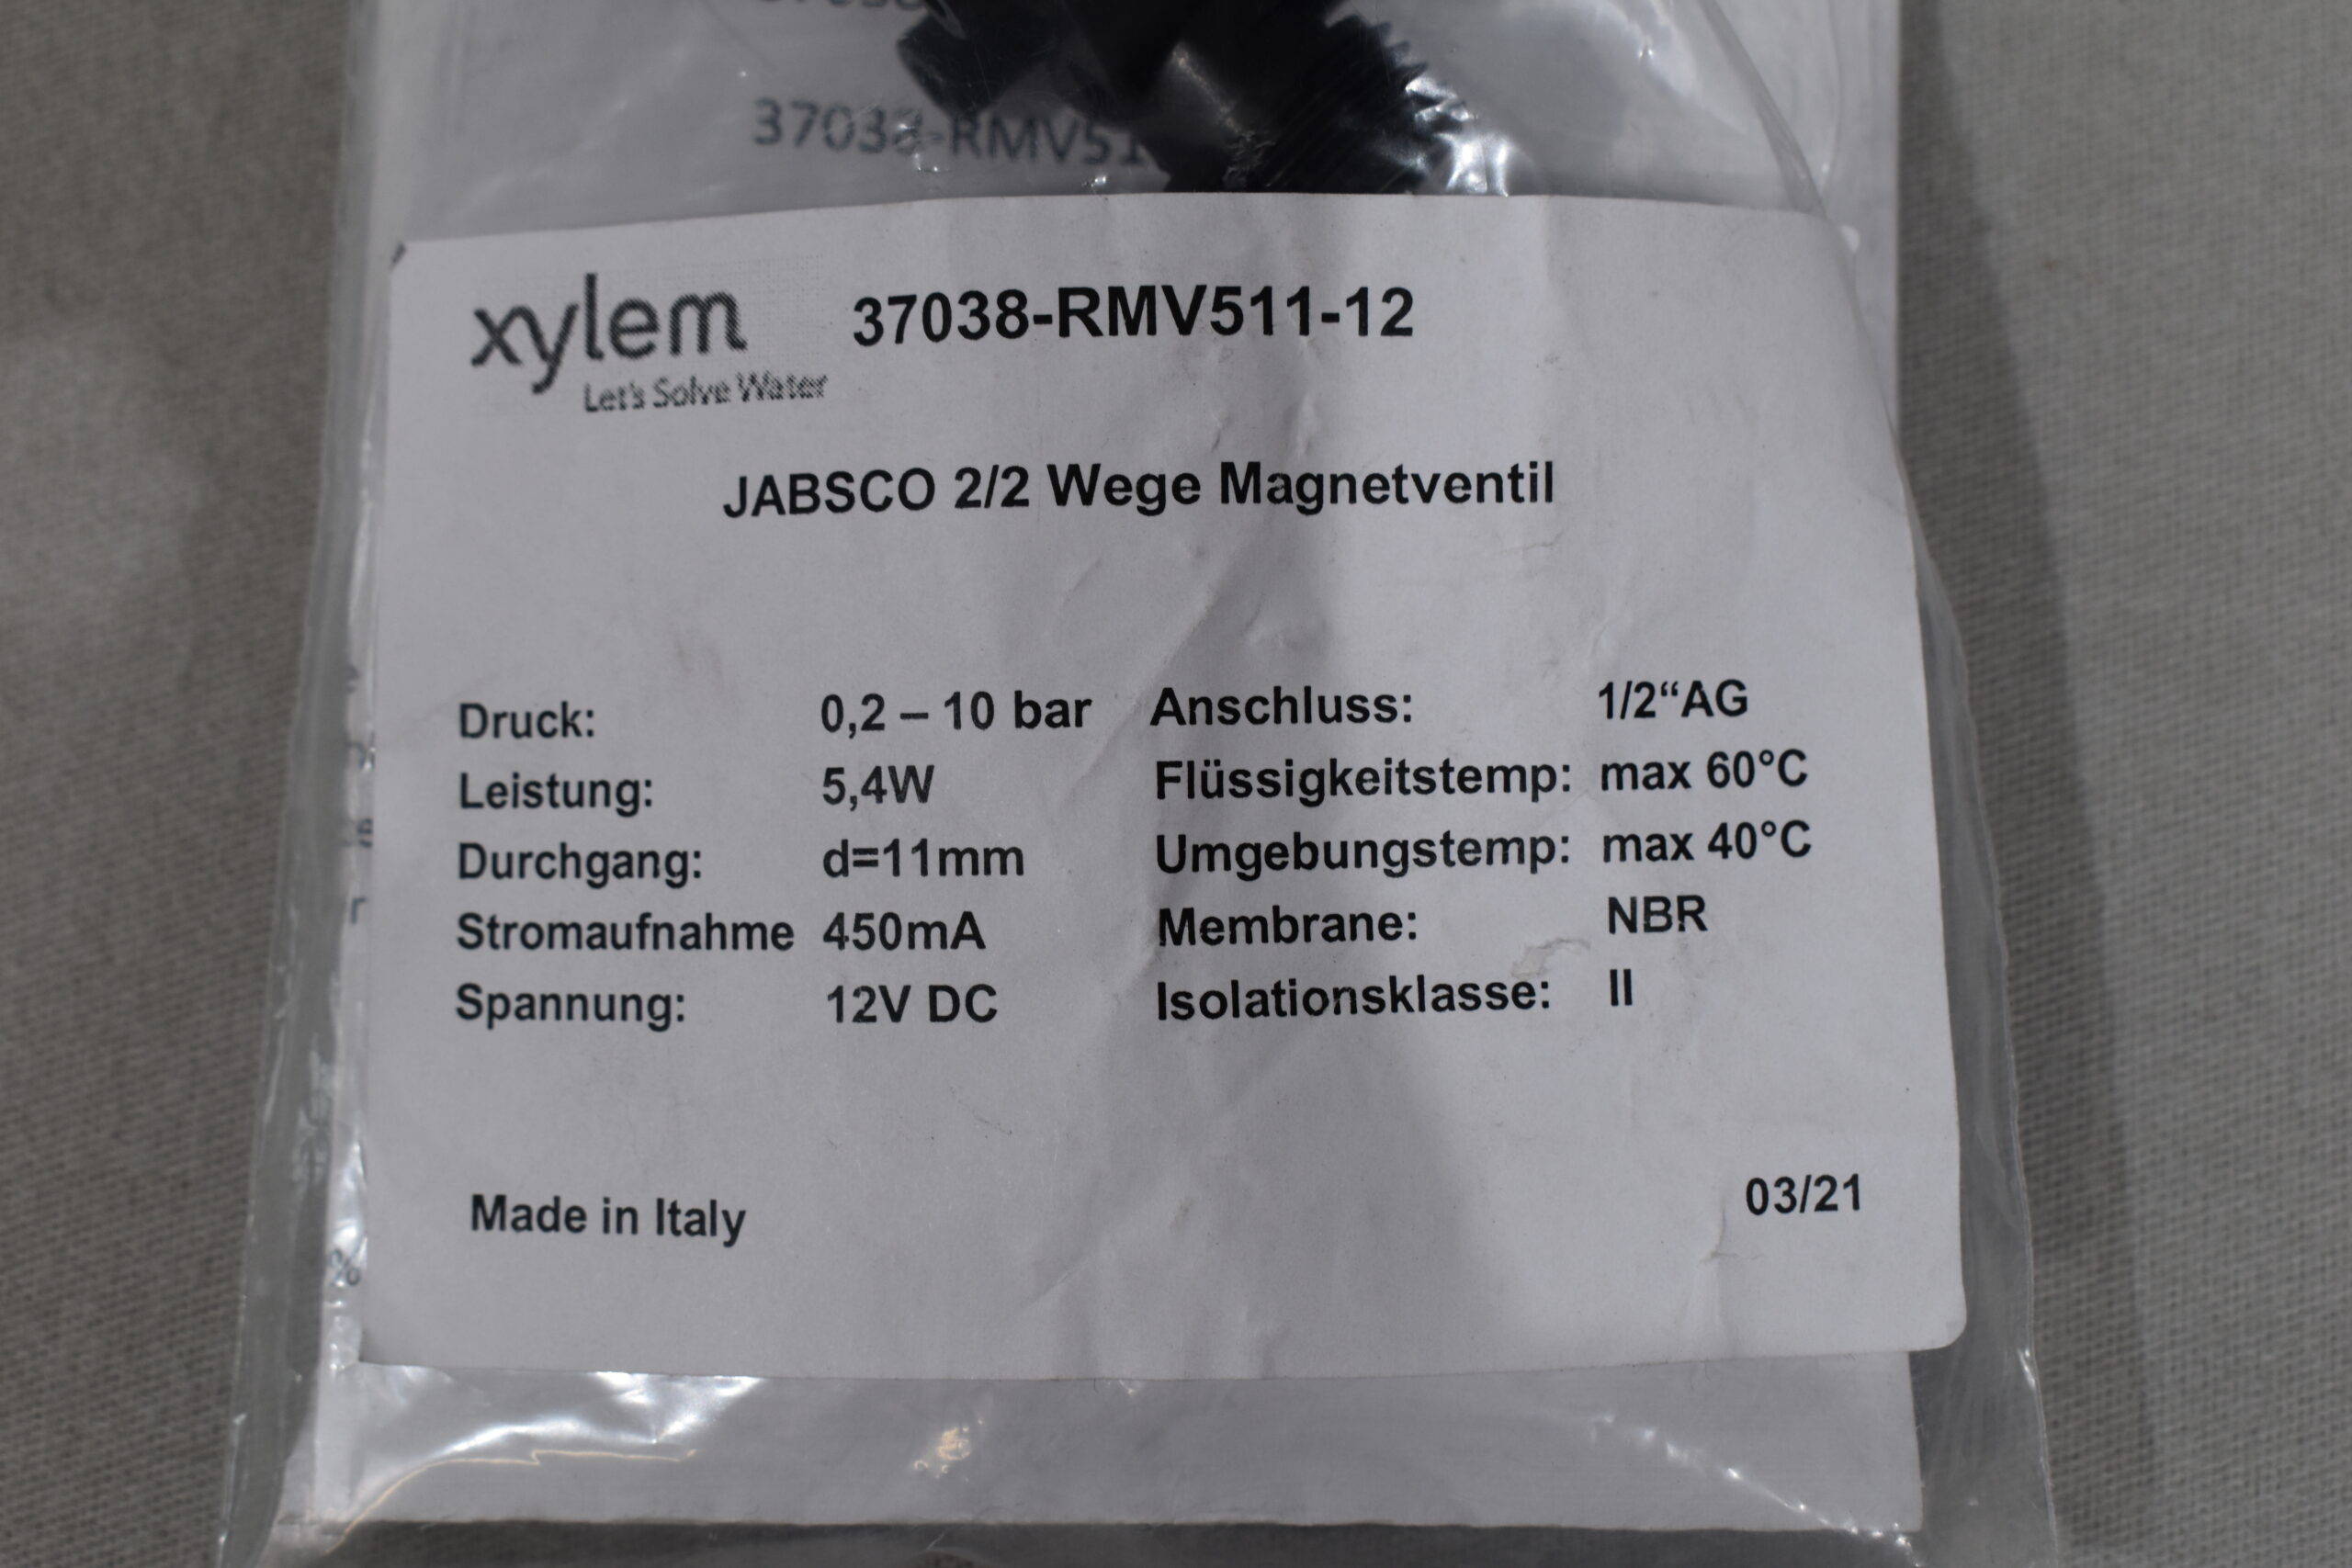 37038-RMV51
xylem 37038-RMV511-12
Let's Solve Water
JABSCO 2/2 Wege Magnetventil
Druck: 0,2 – 10 bar Anschluss: 1/2“AG
Leistung: 5,4W Flüssigkeitstemp: max 60°C
Durchgang: d=11mm Umgebungstemp: max 40°C
Stromaufnahme 450mA Membrane: NBR
Spannung: 12V DC Isolationsklasse: II
Made in Italy 03/21
%